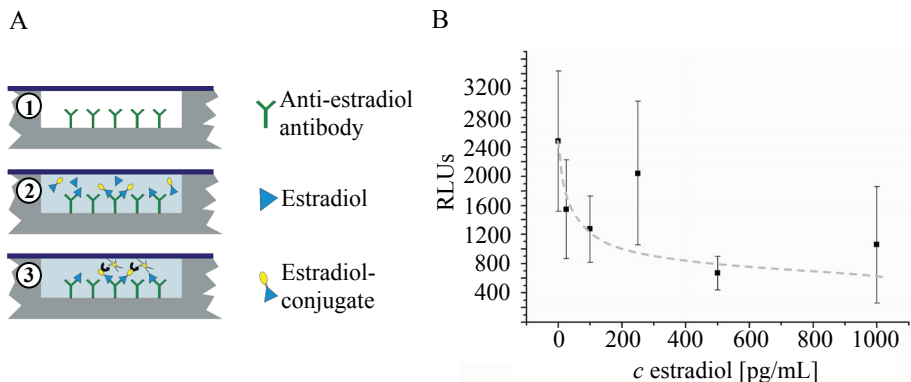 A
1
2
3
Anti-estradiol
antibody
Estradiol
Estradiol-
conjugate
B
RLUs
3200
2800
2400
2000
1600
1200
800
400
0 200 400 600 800 1000
c estradiol [pg/mL]